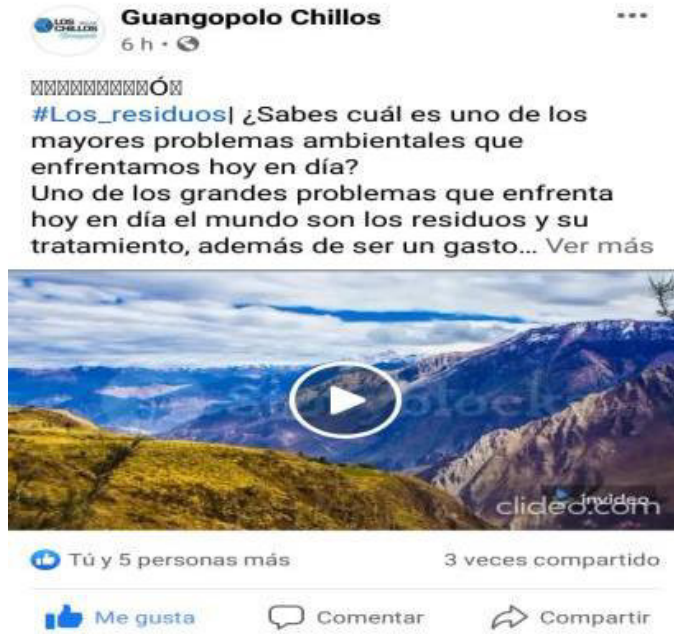 Guangopolo Chillos
6 h
Ó
#Los_residuos| ¿Sabes cuál es uno de los
mayores problemas ambientales que
enfrentamos hoy en día?
Uno de los grandes problemas que enfrenta
hoy en día el mundo son los residuos y su
tratamiento, además de ser un gasto... Ver más
invideo
clideo.com
Tú y 5 personas más
3 veces compartido
Me gusta
Comentar
Compartir